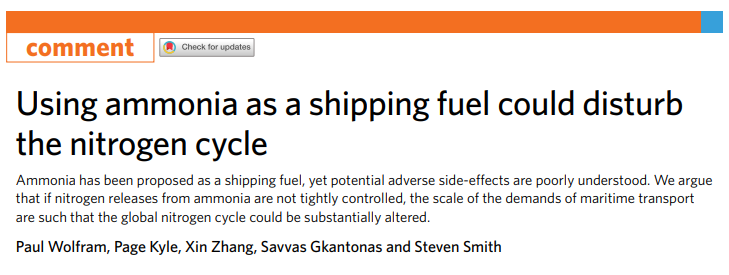 comment
Check for updates
Using ammonia as a shipping fuel could disturb
the nitrogen cycle
Ammonia has been proposed as a shipping fuel, yet potential adverse side-effects are poorly understood. We argue
that if nitrogen releases from ammonia are not tightly controlled, the scale of the demands of maritime transport
are such that the global nitrogen cycle could be substantially altered.
Paul Wolfram, Page Kyle, Xin Zhang, Savvas Gkantonas and Steven Smith